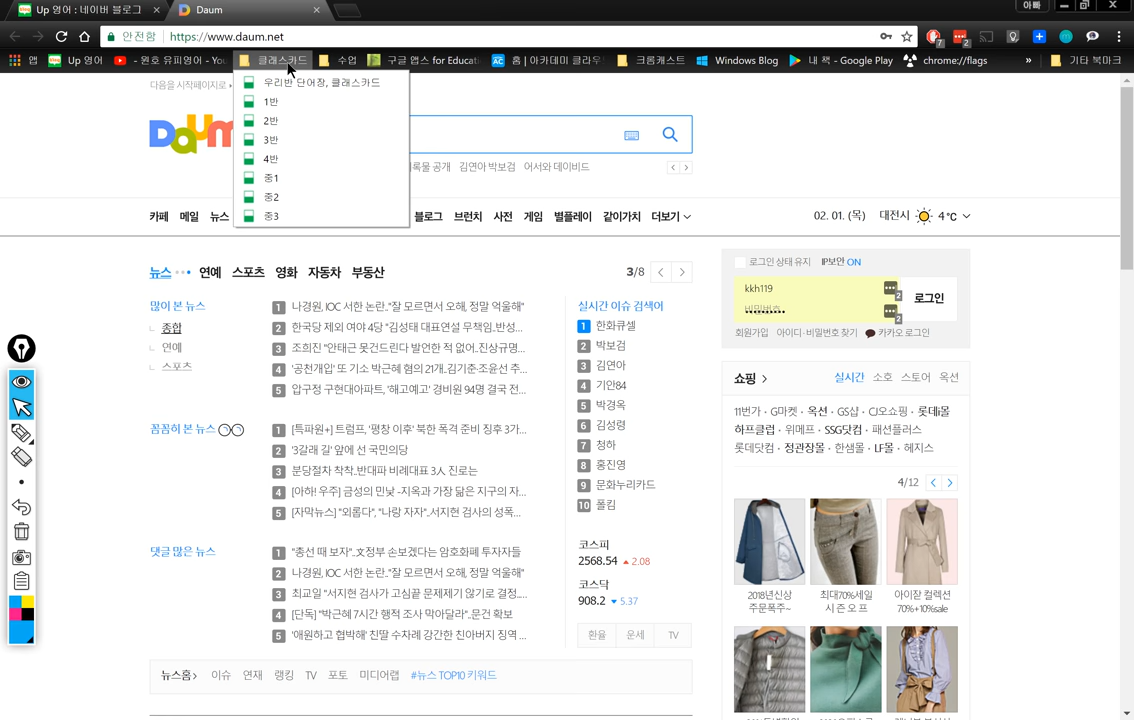 Up 영어 : 네이버 블로그
Daum
아빠
안전함
https://www.daum.net
7
2
앱
Up 영어
- 원호 유피영어 - You
클래스카드
수업
구글 앱스 for Educati
홈 | 아카데미 클라우
크롬캐스트
Windows Blog
내 책 - Google Play
chrome://flags
»
기타 북마크
다음을 시작페이지로
우리반 단어장, 클래스카드
1반
2반
3반
4반
중1
중2
중3
Daum
록물 공개 김연아 박보검 어서와 데이비드
카페 메일 뉴스
블로그 브런치 사전 게임 별플레이 같이가치 더보기
02. 01. (목) 대전시 4℃
뉴스 연예 스포츠 영화 자동차 부동산
3/8
많이 본 뉴스
종합
연예
스포츠
1 나경원, IOC 서한 논란.."잘 모르면서 오해, 정말 억울해"
2 한국당 제외 여야 4당 "김성태 대표연설 무책임..반성...
3 조희진 "안태근 못건드린다 발언한 적 없어..진상규명...
4 '공천개입' 또 기소 박근혜 혐의 21개..김기춘·조윤선 추...
5 압구정 구현대아파트, '해고예고' 경비원 94명 결국 전...
꼼꼼히 본 뉴스
1 [특파원+] 트럼프, '평창 이후' 북한 폭격 준비 징후 3가...
2 '3갈래 길' 앞에 선 국민의당
3 분당절차 착착..반대파 비례대표 3人 진로는
4 [아하! 우주] 금성의 민낯 -지옥과 가장 닮은 지구의 자...
5 [자막뉴스] "외롭다", "나랑 자자"..서지현 검사의 성폭...
댓글 많은 뉴스
1 "총선 때 보자"..文정부 손보겠다는 암호화폐 투자자들
2 나경원, IOC 서한 논란.."잘 모르면서 오해, 정말 억울해"
3 최교일 "서지현 검사가 고심끝 문제제기 않기로 결정.....
4 [단독] "박근혜 7시간 행적 조사 막아달라"..문건 확보
5 '애원하고 협박해' 친딸 수차례 강간한 친아버지 징역 ...
실시간 이슈 검색어
1 한화큐셀
2 박보검
3 김연아
4 기안84
5 박경옥
6 김성령
7 청하
8 홍진영
9 문화누리카드
10 폴킴
코스피
2568.54 ▲ 2.08
코스닥
908.2 ▼ 5.37
환율 운세 TV
뉴스홈 이슈 연재 랭킹 TV 포토 미디어랩 #뉴스 TOP10 키워드
로그인 상태 유지 IP보안 ON
kkh119
2
비밀번호
2
로그인
회원가입 아이디·비밀번호 찾기 카카오 로그인
쇼핑
실시간 소호 스토어 옥션
11번가 · G마켓 · 옥션 · GS샵 · CJ오쇼핑 · 롯데i몰
하프클럽 · 위메프 · SSG닷컴 · 패션플러스
롯데닷컴 · 정관장몰 · 한샘몰 · LF몰 · 헤지스
4/12
2018년신상
주문폭주~
최대70%세일
시 즌 오 프
아이잗 컬렉션
70%+10%sale